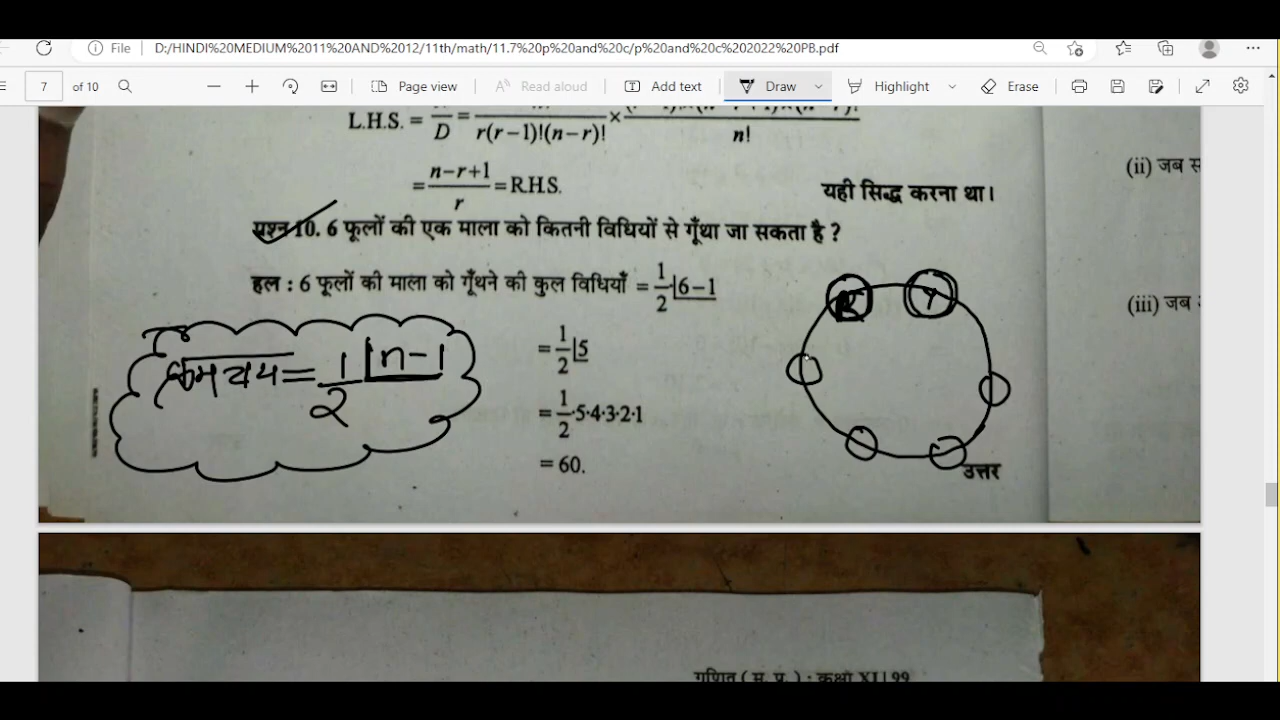 File D:/HINDI%20MEDIUM%2011%20AND%2012/11th/math/11.7%20p%20and%20c/p%20and%20c%202022%20PB.pdf
7 of 10 Page view Read aloud Add text Draw Highlight Erase
L.H.S. = /D = /r(r−1)!(n−r)! × /n!
= n−r+1/r = R.H.S.
यही सिद्ध करना था।
प्रश्न 10. 6 फूलों की एक माला को कितनी विधियों से गूँथा जा सकता है ?
हल : 6 फूलों की माला को गूँथने की कुल विधियाँ = 1/2 |6−1
= 1/2 |5
= 1/2 ·5·4·3·2·1
= 60.
उत्तर
क्रमचय = 1/2 |n−1
R Y
(ii) जब
(iii) जब
गणित ( म. प्र. ) : कक्षा XI | 99